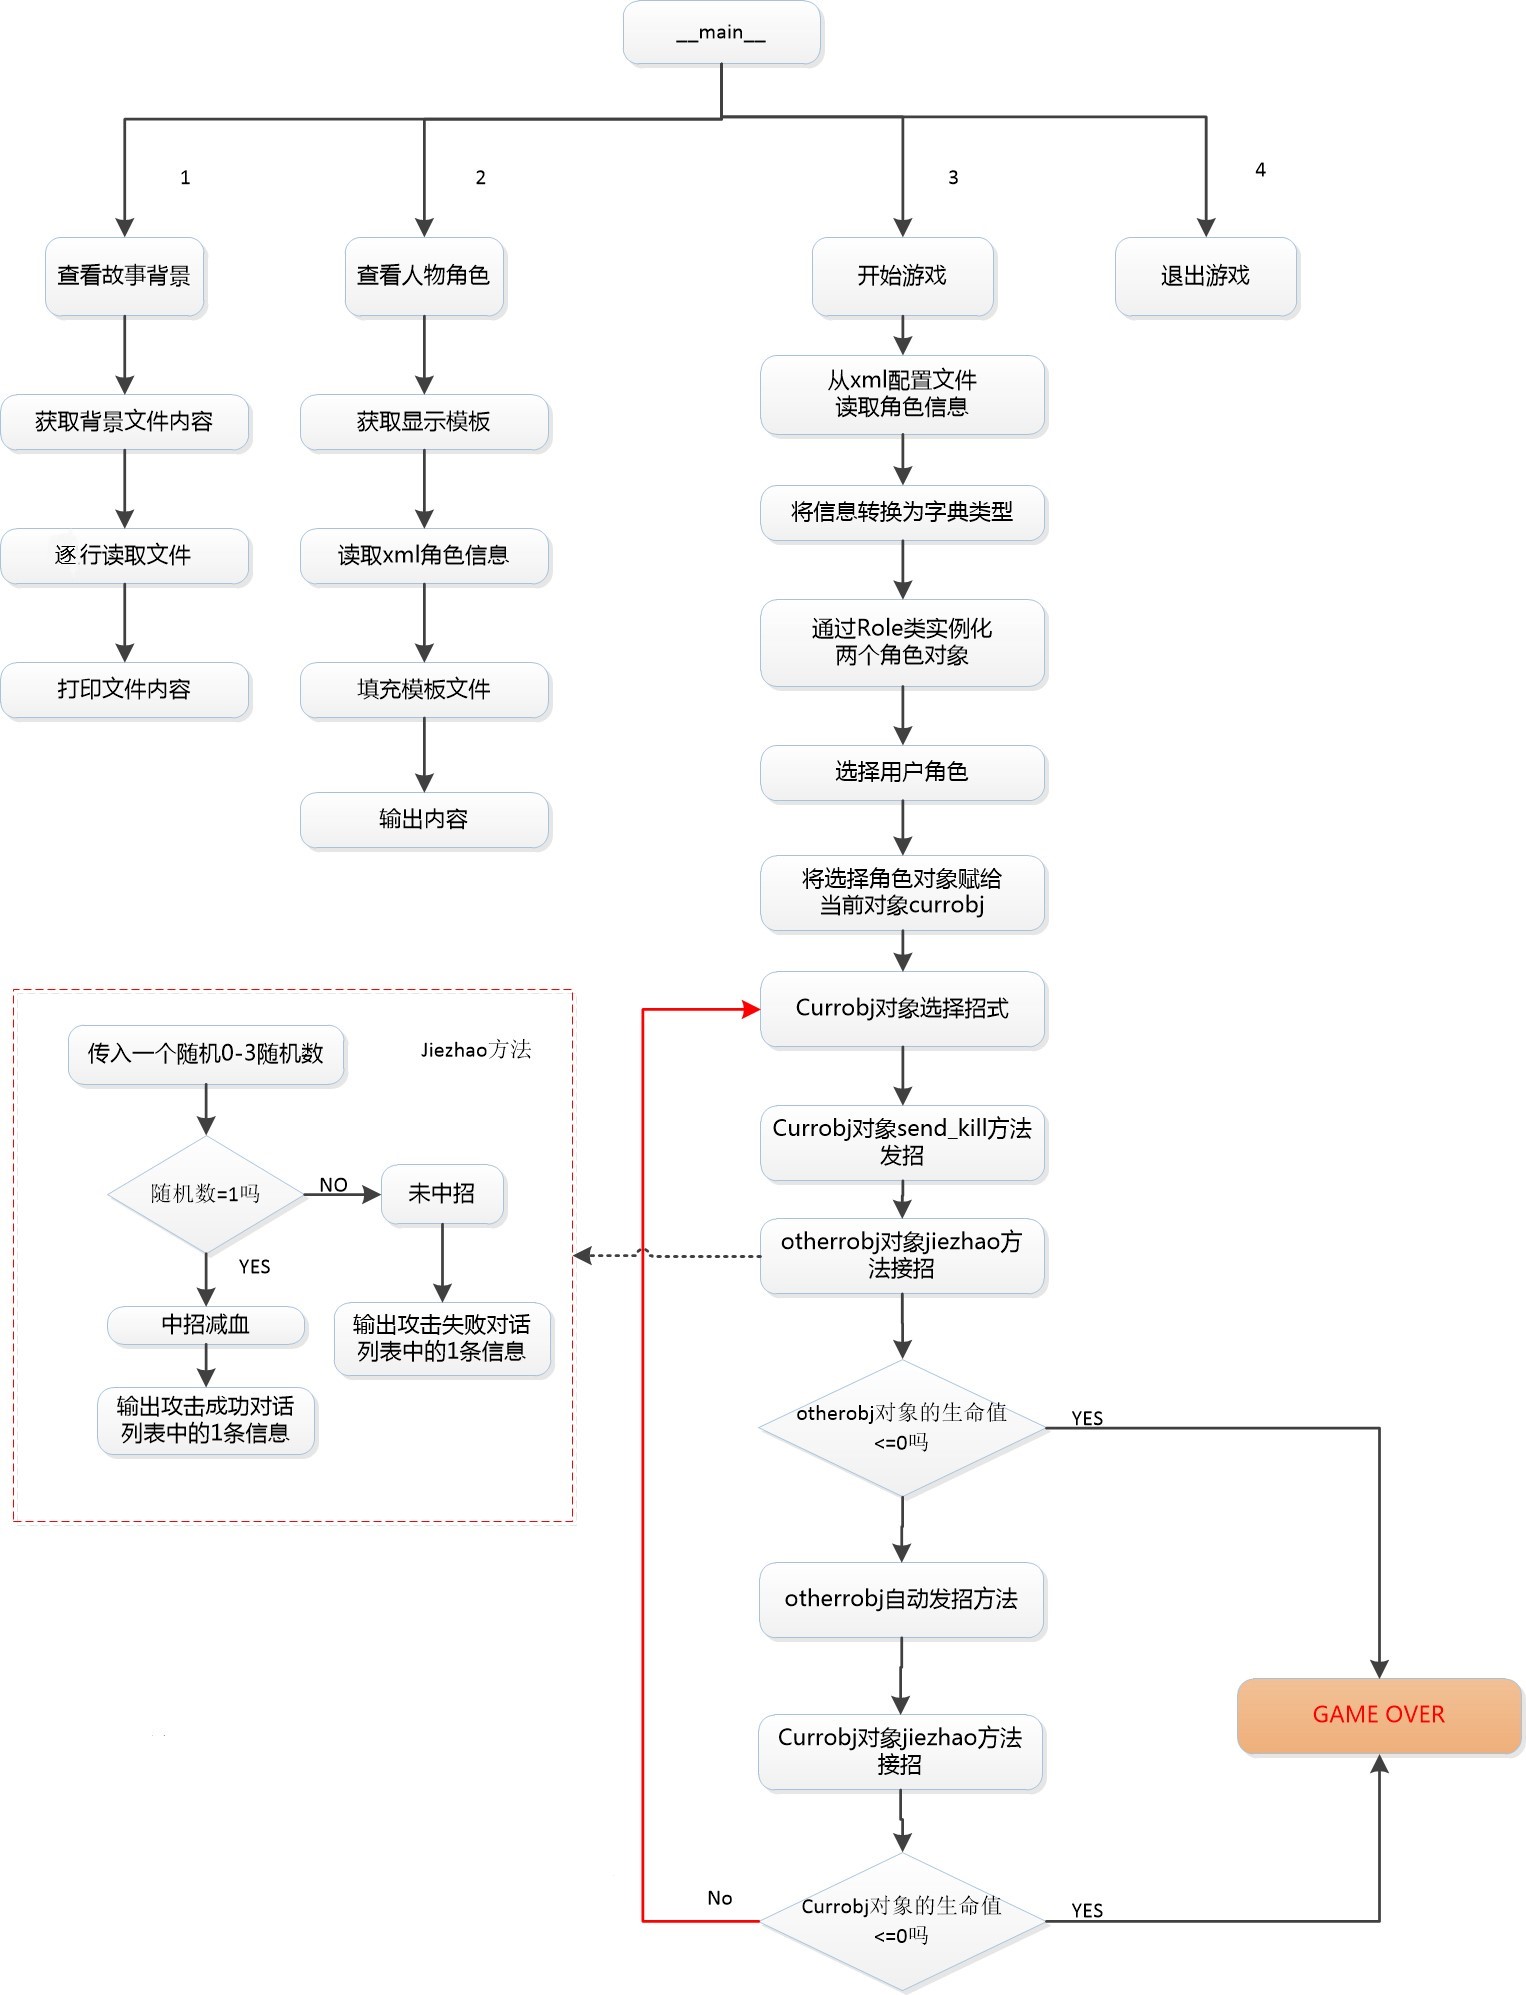 __main__
1
2
3
4
查看故事背景
查看人物角色
开始游戏
退出游戏
获取背景文件内容
逐行读取文件
打印文件内容
获取显示模板
读取xml角色信息
填充模板文件
输出内容
从xml配置文件
读取角色信息
将信息转换为字典类型
通过Role类实例化
两个角色对象
选择用户角色
将选择角色对象赋给
当前对象currobj
Currobj对象选择招式
Currobj对象send_kill方法
发招
otherrobj对象jiezhao方
法接招
Jiezhao方法
传入一个随机0-3随机数
随机数=1吗
NO
未中招
YES
中招减血
输出攻击失败对话
列表中的1条信息
输出攻击成功对话
列表中的1条信息
otherobj对象的生命值
<=0吗
YES
otherrobj自动发招方法
Currobj对象jiezhao方法
接招
GAME OVER
Currobj对象的生命值
<=0吗
No
YES